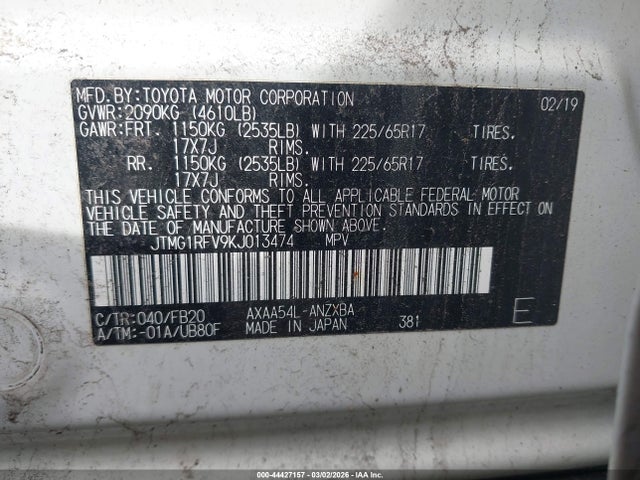 MFD.BY:TOYOTA MOTOR CORPORATION 02/19
GVWR:2090KG (4610LB)
GAWR:FRT. 1150KG (2535LB) WITH 225/65R17 TIRES.
17X7J RIMS.
RR. 1150KG (2535LB) WITH 225/65R17 TIRES.
17X7J RIMS.
THIS VEHICLE CONFORMS TO ALL APPLICABLE FEDERAL MOTOR
VEHICLE SAFETY AND THEFT PREVENTION STANDARDS IN EFFECT ON
THE DATE OF MANUFACTURE SHOWN ABOVE.
JTMG1RFV9KJ013474 MPV
C/TR:040/FB20 AXAA54L-ANZXBA
A/TM:-01A/UB80F MADE IN JAPAN 381 E
000-44427157 - 03/02/2026 - IAA Inc.